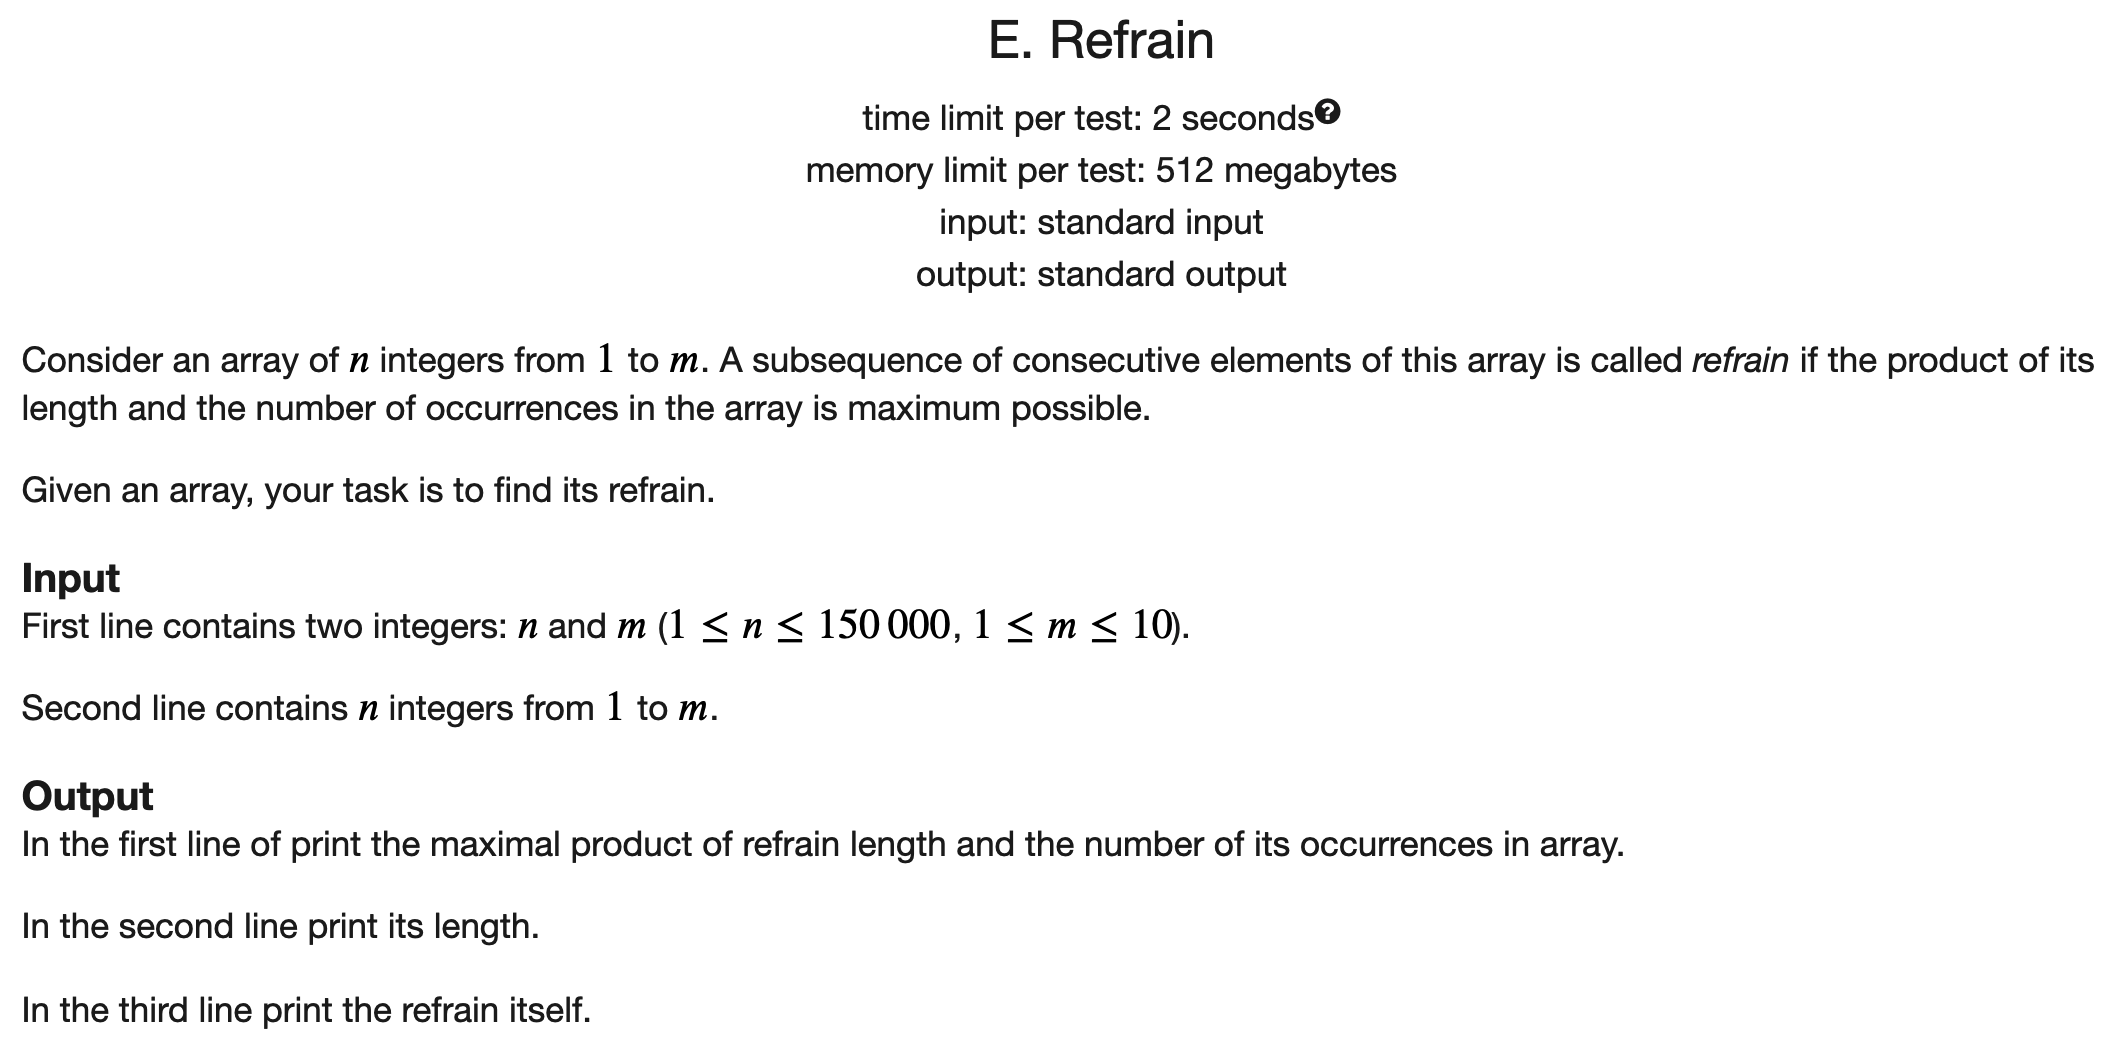 E. Refrain
time limit per test: 2 seconds?
memory limit per test: 512 megabytes
input: standard input
output: standard output
Consider an array of n integers from 1 to m. A subsequence of consecutive elements of this array is called refrain if the product of its
length and the number of occurrences in the array is maximum possible.
Given an array, your task is to find its refrain.
Input
First line contains two integers: n and m (1 ≤ n ≤ 150 000, 1 ≤ m ≤ 10).
Second line contains n integers from 1 to m.
Output
In the first line of print the maximal product of refrain length and the number of its occurrences in array.
In the second line print its length.
In the third line print the refrain itself.